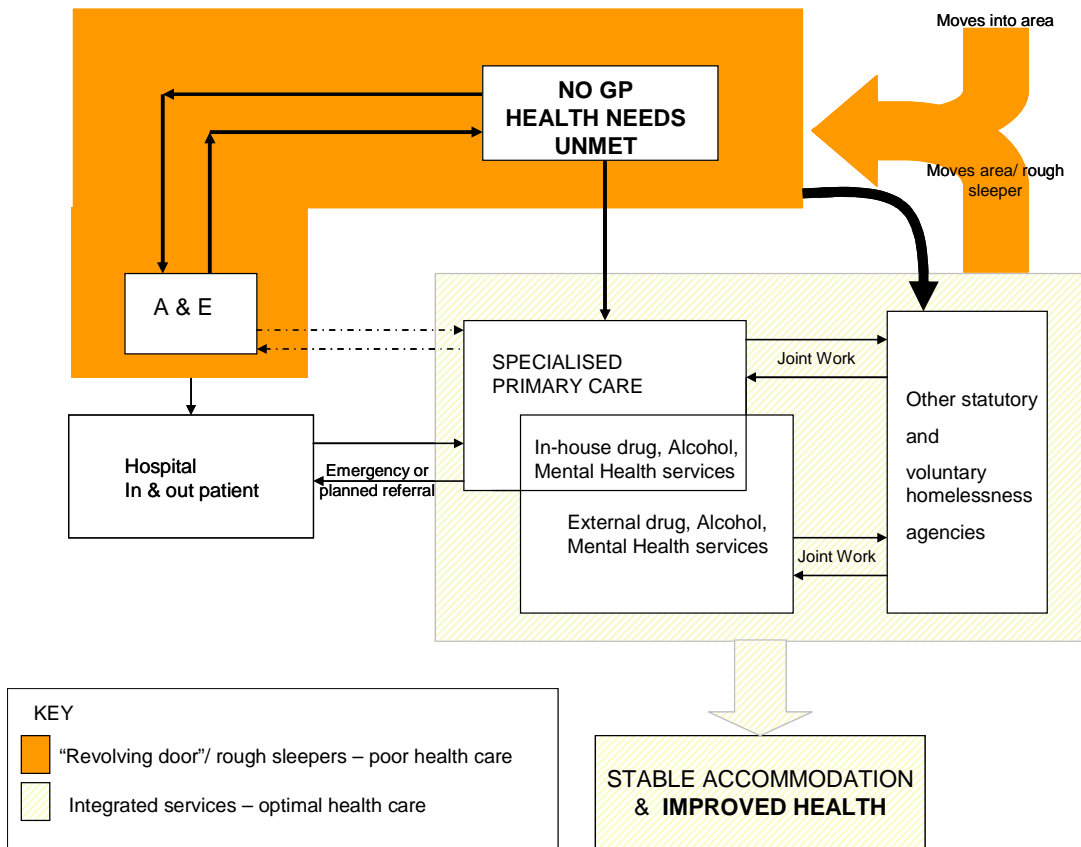 Moves into area
NO GP
HEALTH NEEDS
UNMET
Moves area/ rough
sleeper
A & E
SPECIALISED
PRIMARY CARE
Joint Work
Other statutory
and
voluntary
homelessness
agencies
Hospital
In & out patient
Emergency or
planned referral
In-house drug, Alcohol,
Mental Health services
External drug, Alcohol,
Mental Health services
Joint Work
KEY
“Revolving door”/ rough sleepers – poor health care
Integrated services – optimal health care
STABLE ACCOMMODATION
& IMPROVED HEALTH